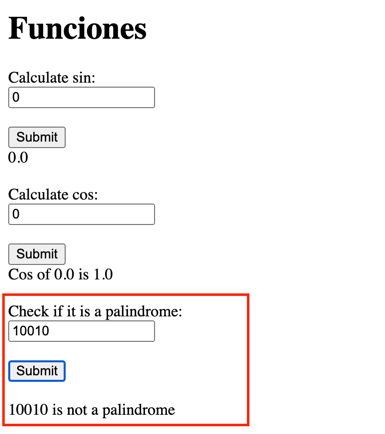 Funciones
Calculate sin:
0
Submit
0.0
Calculate cos:
0
Submit
Cos of 0.0 is 1.0
Check if it is a palindrome:
10010
Submit
10010 is not a palindrome